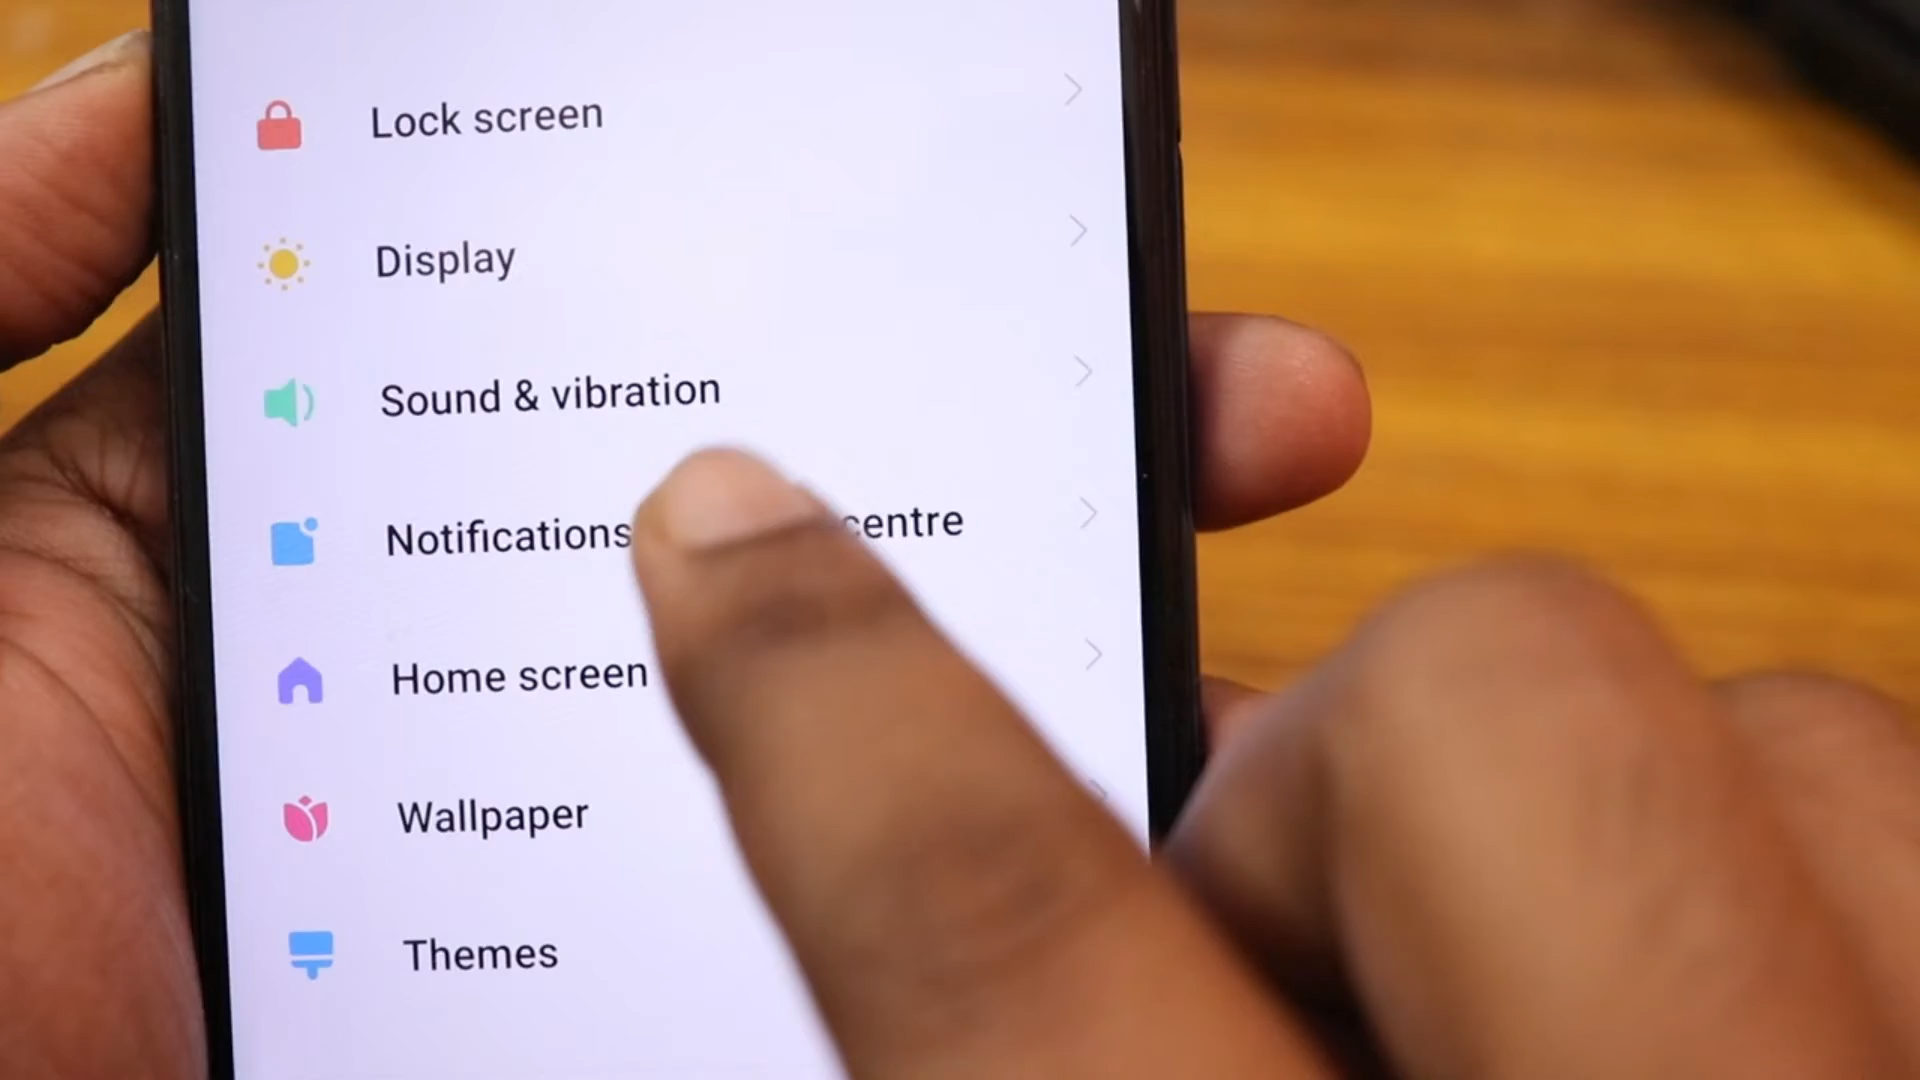 Lock screen
Display
Sound & vibration
Notifications centre
Home screen
Wallpaper
Themes